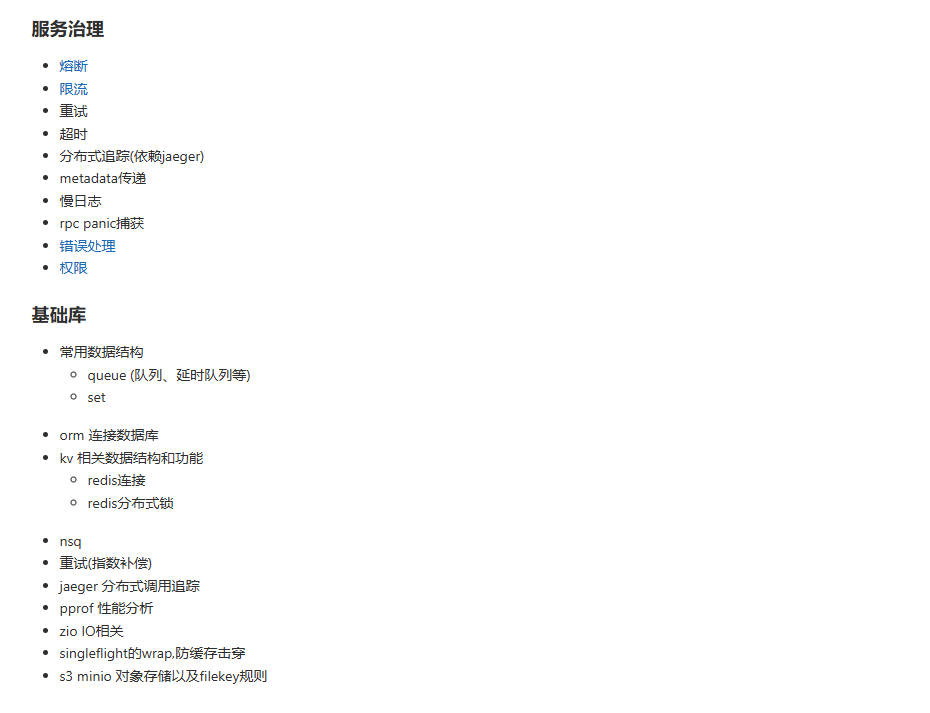 服务治理
熔断
限流
重试
超时
分布式追踪(依赖jaeger)
metadata传递
慢日志
rpc panic捕获
错误处理
权限
基础库
常用数据结构
queue (队列、延时队列等)
set
orm 连接数据库
kv 相关数据结构和功能
redis连接
redis分布式锁
nsq
重试(指数补偿)
jaeger 分布式调用追踪
pprof 性能分析
zio IO相关
singleflight的wrap,防缓存击穿
s3 minio 对象存储以及filekey规则